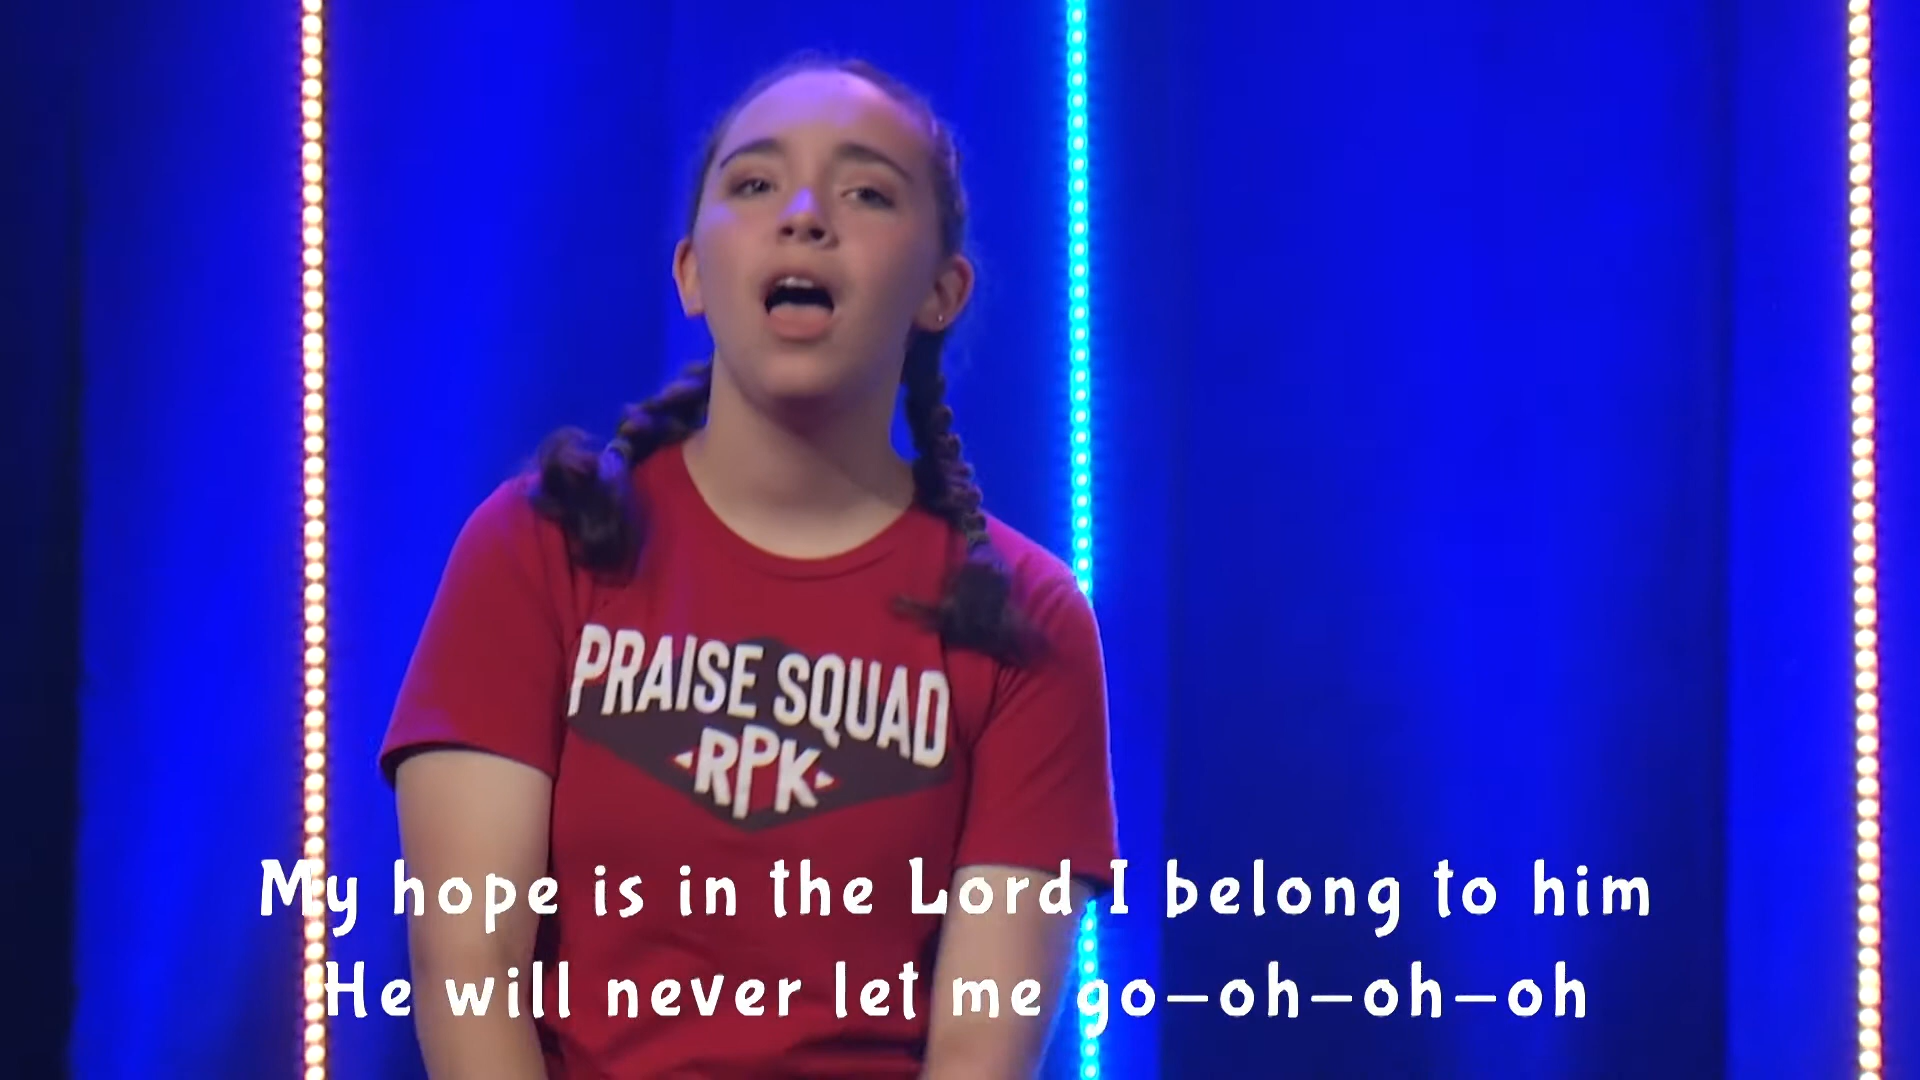 PRAISE SQUAD
RPK
My hope is in the Lord I belong to him
He will never let me go-oh-oh-oh